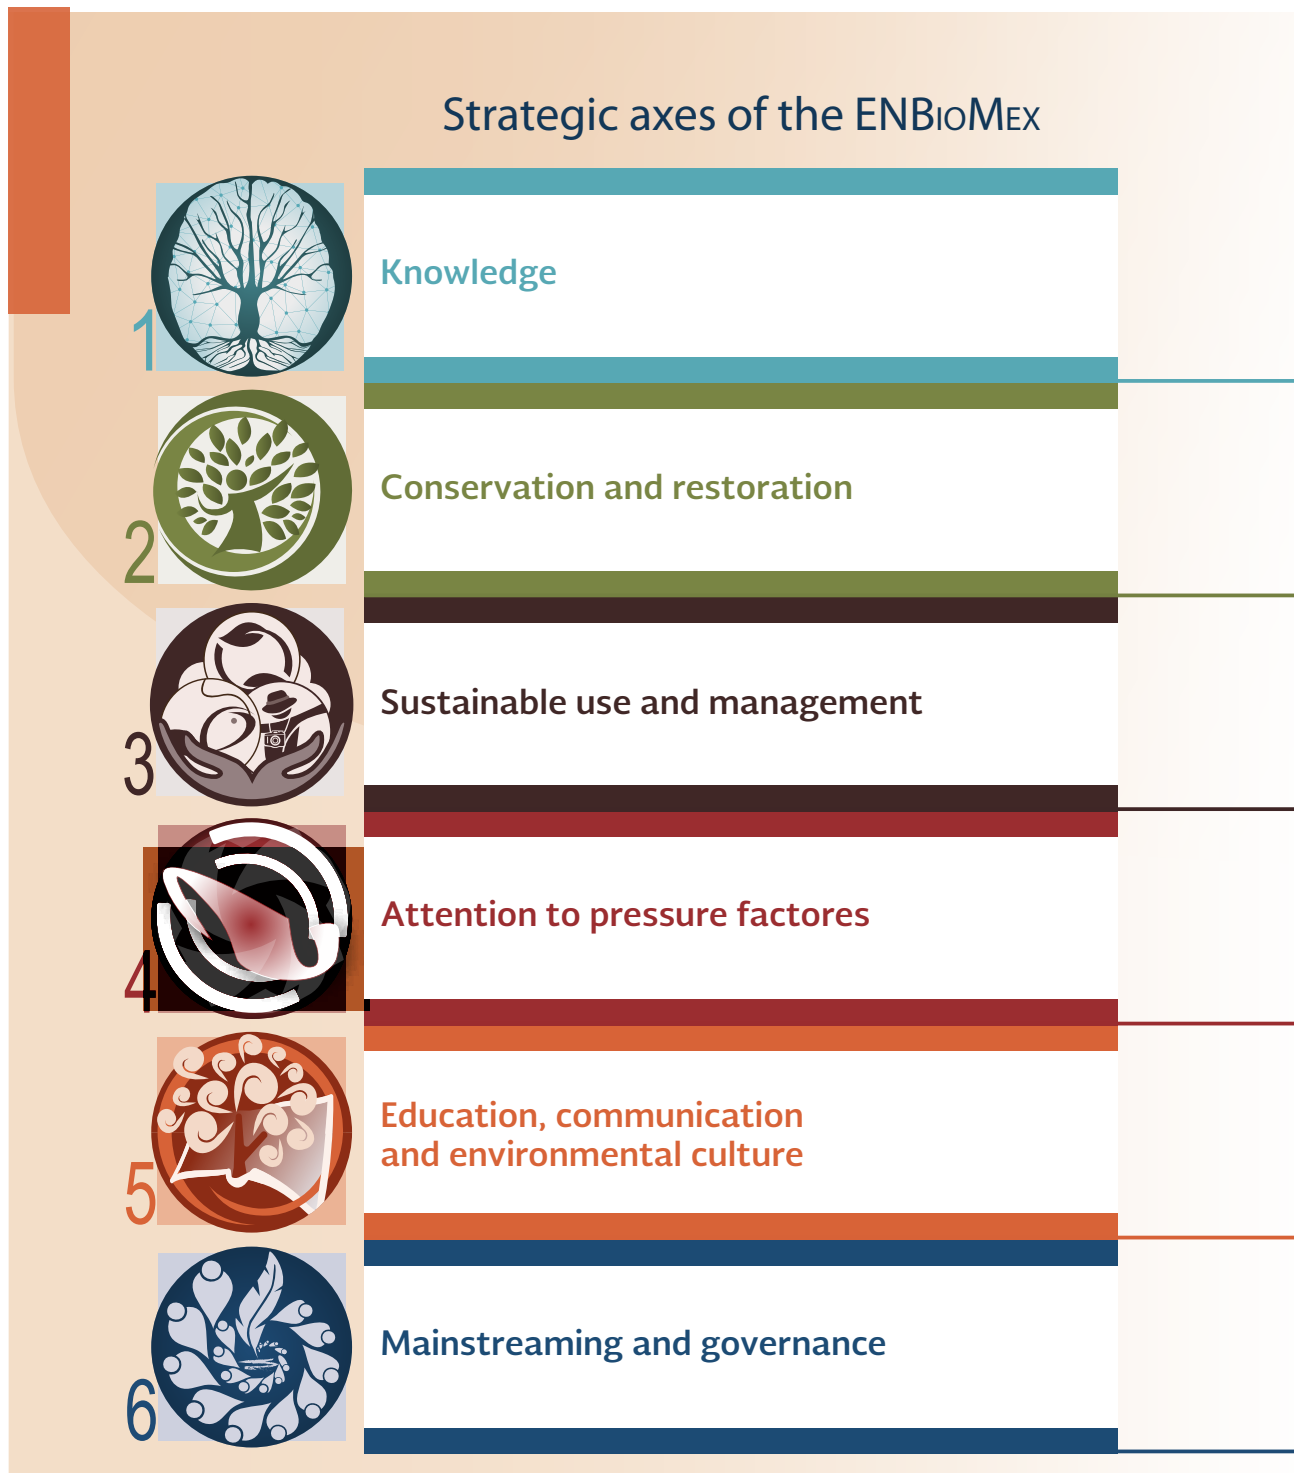 Strategic axes of the ENBioMex
1
Knowledge
2
Conservation and restoration
3
Sustainable use and management
4
Attention to pressure factores
5
Education, communication
and environmental culture
6
Mainstreaming and governance